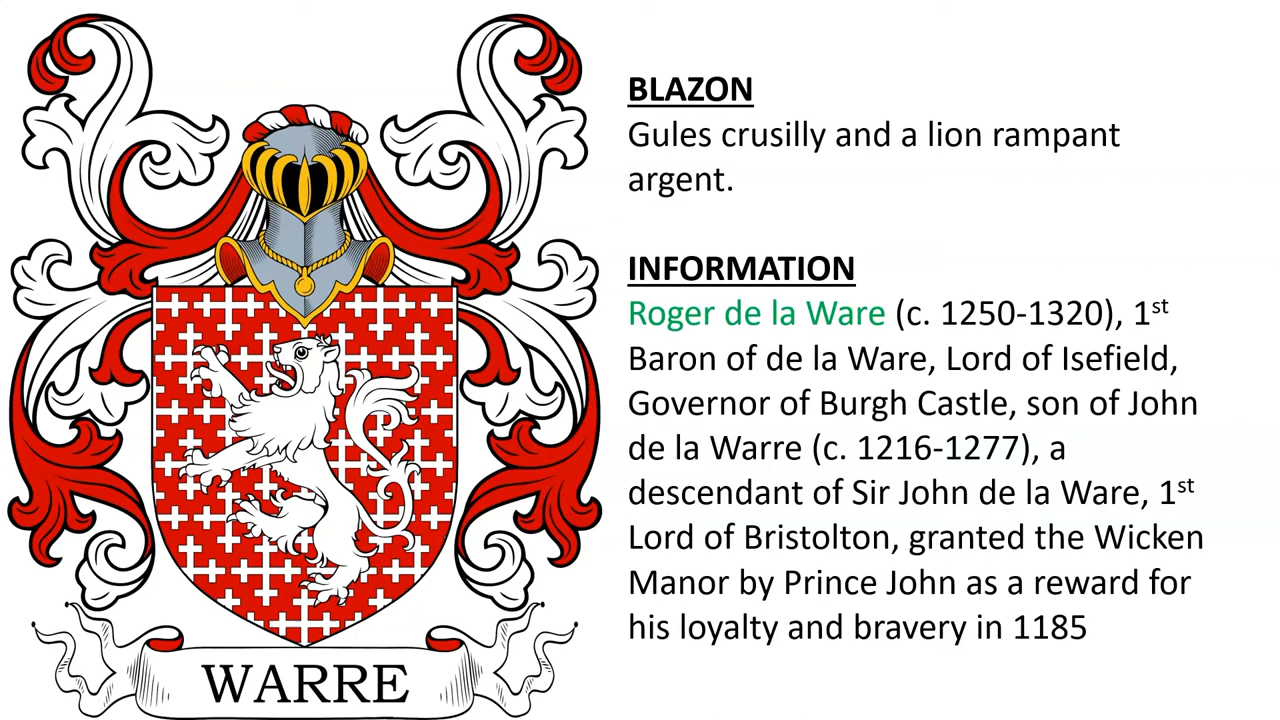 BLAZON
Gules crusilly and a lion rampant
argent.
INFORMATION
Roger de la Ware (c. 1250-1320), 1st
Baron of de la Ware, Lord of Isefield,
Governor of Burgh Castle, son of John
de la Warre (c. 1216-1277), a
descendant of Sir John de la Ware, 1st
Lord of Bristolton, granted the Wicken
Manor by Prince John as a reward for
his loyalty and bravery in 1185
WARRE